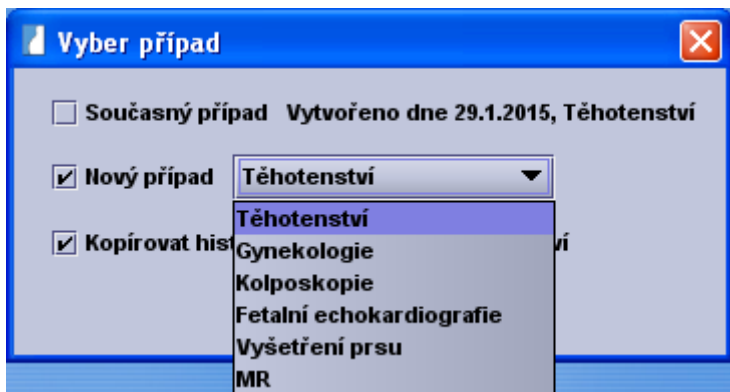 Vyber případ
Současný případ Vytvořeno dne 29.1.2015, Těhotenství
Nový případ Těhotenství
Těhotenství
Kopírovat
Gynekologie
Kolposkopie
Fetalní echokardiografie
Vyšetření prsu
MR